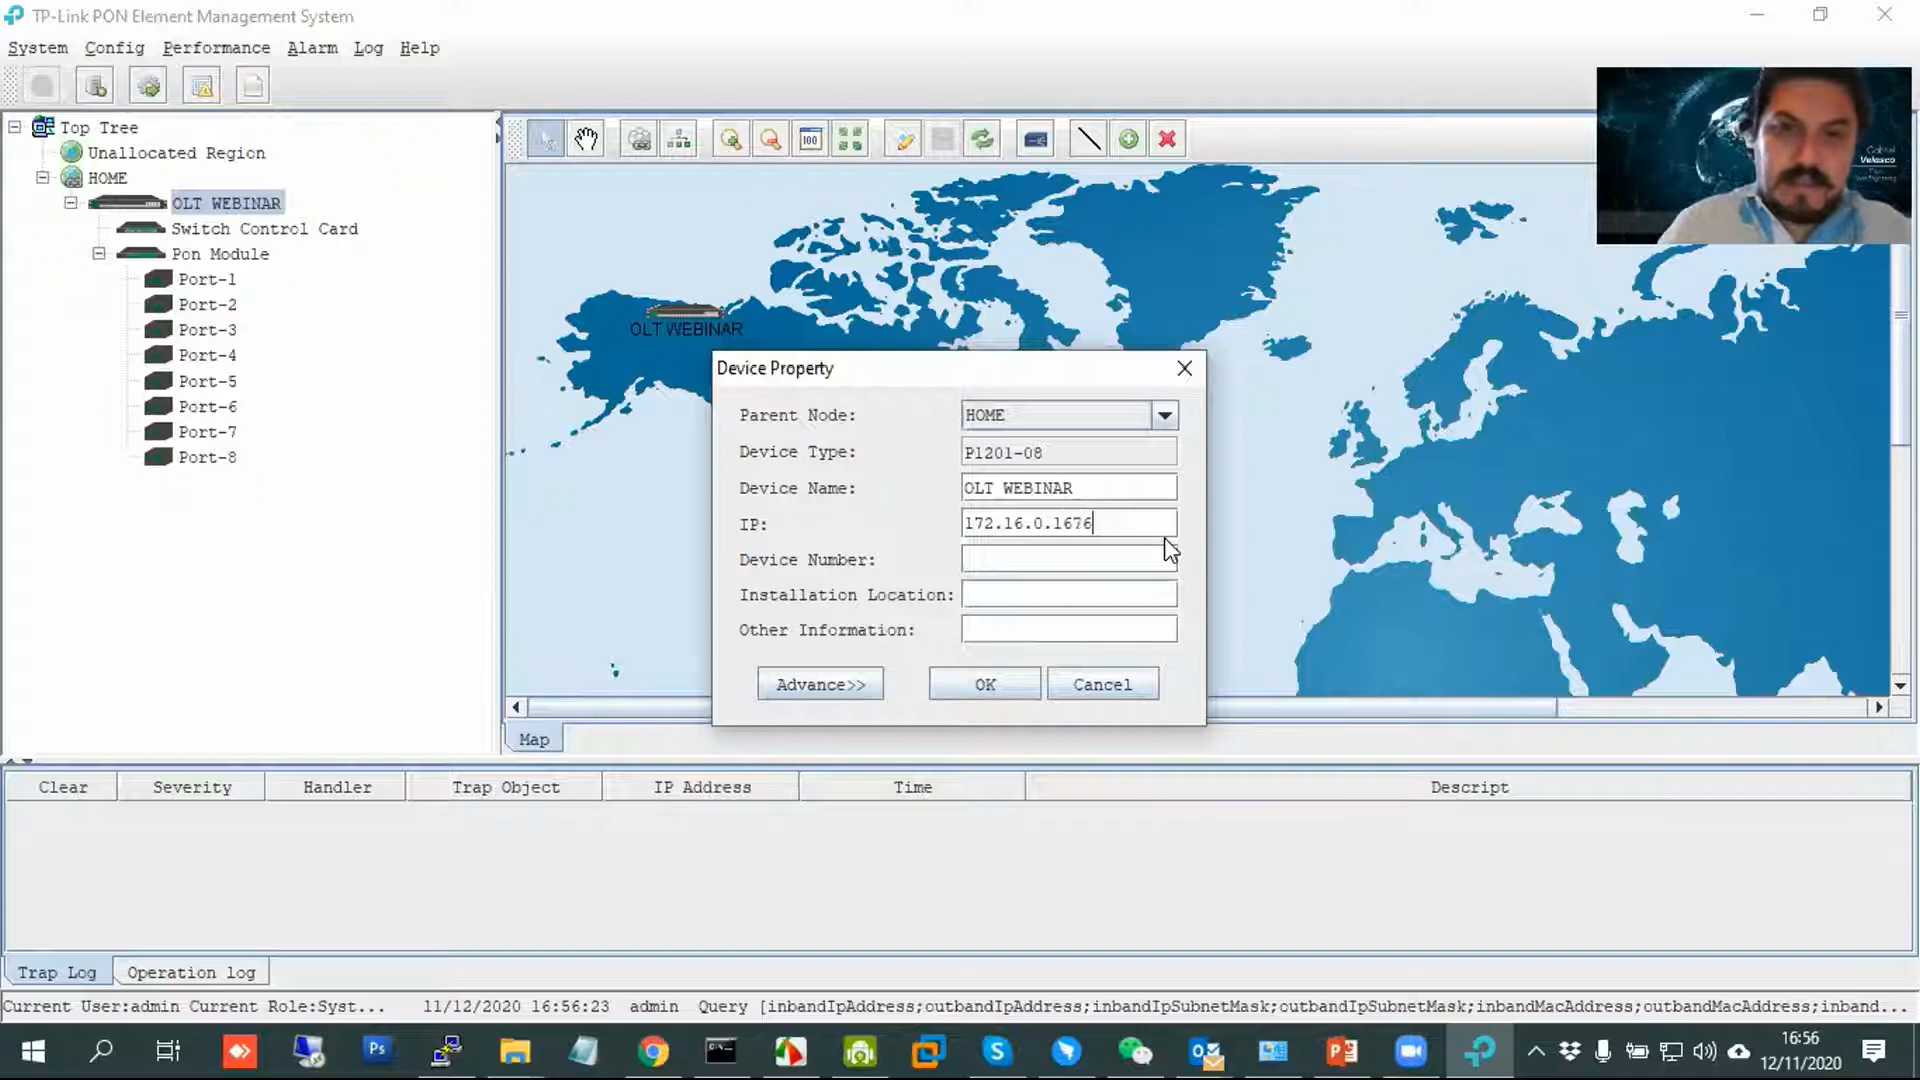 TP-Link PON Element Management System
System Config Performance Alarm Log Help
Top Tree
Unallocated Region
HOME
OLT WEBINAR
Switch Control Card
Pon Module
Port-1
Port-2
Port-3
Port-4
Port-5
Port-6
Port-7
Port-8
100
Gabriel
Velasco
OLT WEBINAR
Device Property
Parent Node: HOME
Device Type: P1201-08
Device Name: OLT WEBINAR
IP: 172.16.0.1676
Device Number:
Installation Location:
Other Information:
Advance>> OK Cancel
Map
Clear Severity Handler Trap Object IP Address Time Descript
Trap Log Operation log
Current User:admin Current Role:Syst... 11/12/2020 16:56:23 admin Query [inbandIpAddress;outbandIpAddress;inbandIpSubnetMask;outbandIpSubnetMask;inbandMacAddress;outbandMacAddress;inband...
Ps
16:56
12/11/2020